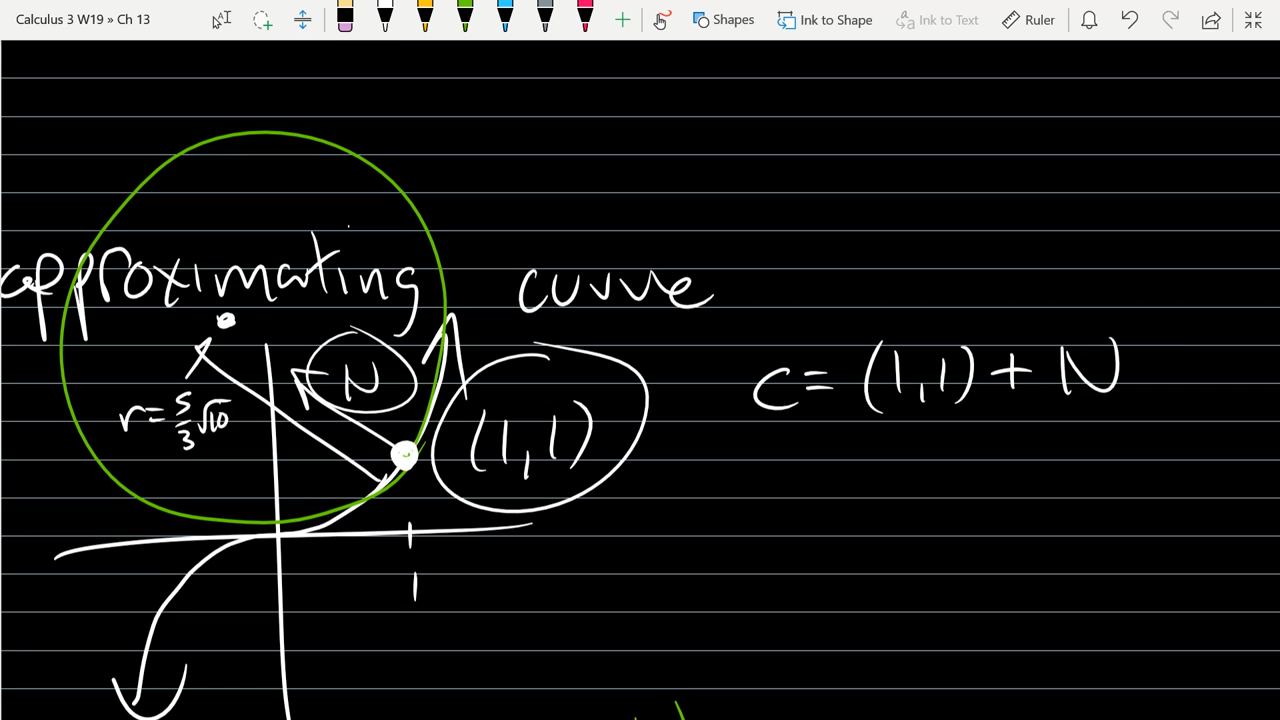 Calculus 3 W19 » Ch 13
Shapes
Ink to Shape
Ink to Text
Ruler
approximating curve
N
r = 5/3 √10
(1,1)
c = (1,1) + N
1